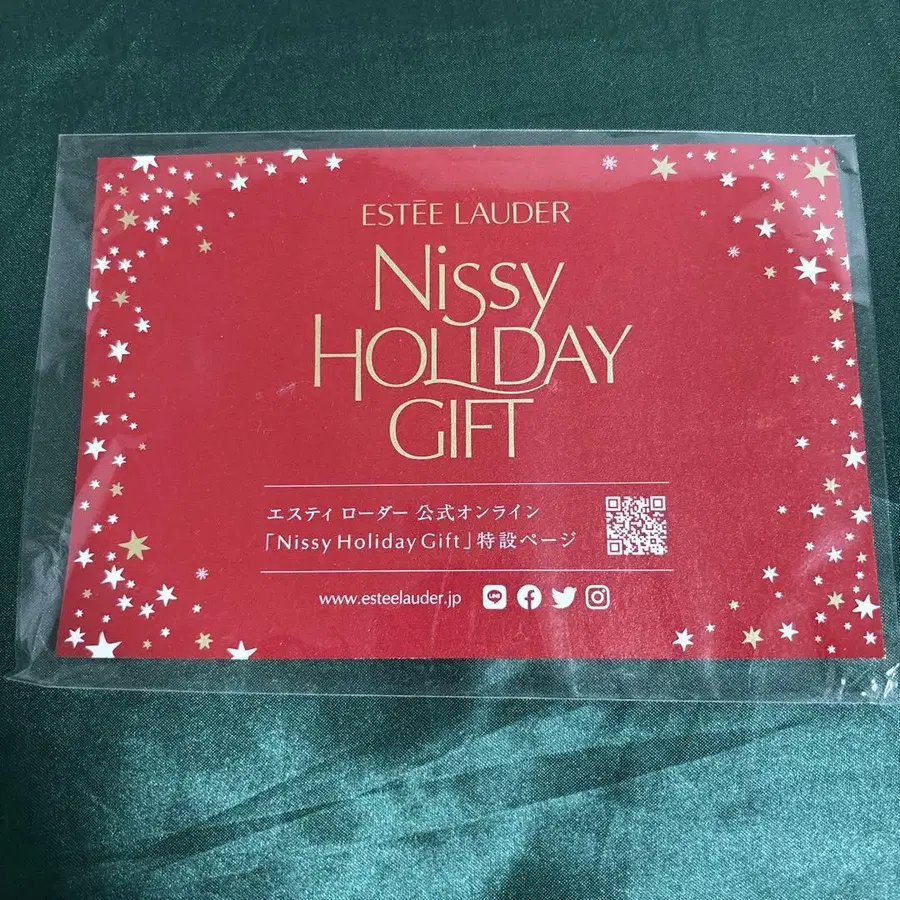 ESTĒE LAUDER
Nissy
HOLIDAY
GIFT
エスティ ローダー 公式オンライン
「Nissy Holiday Gift」特設ページ
www.esteelauder.jp
LINE